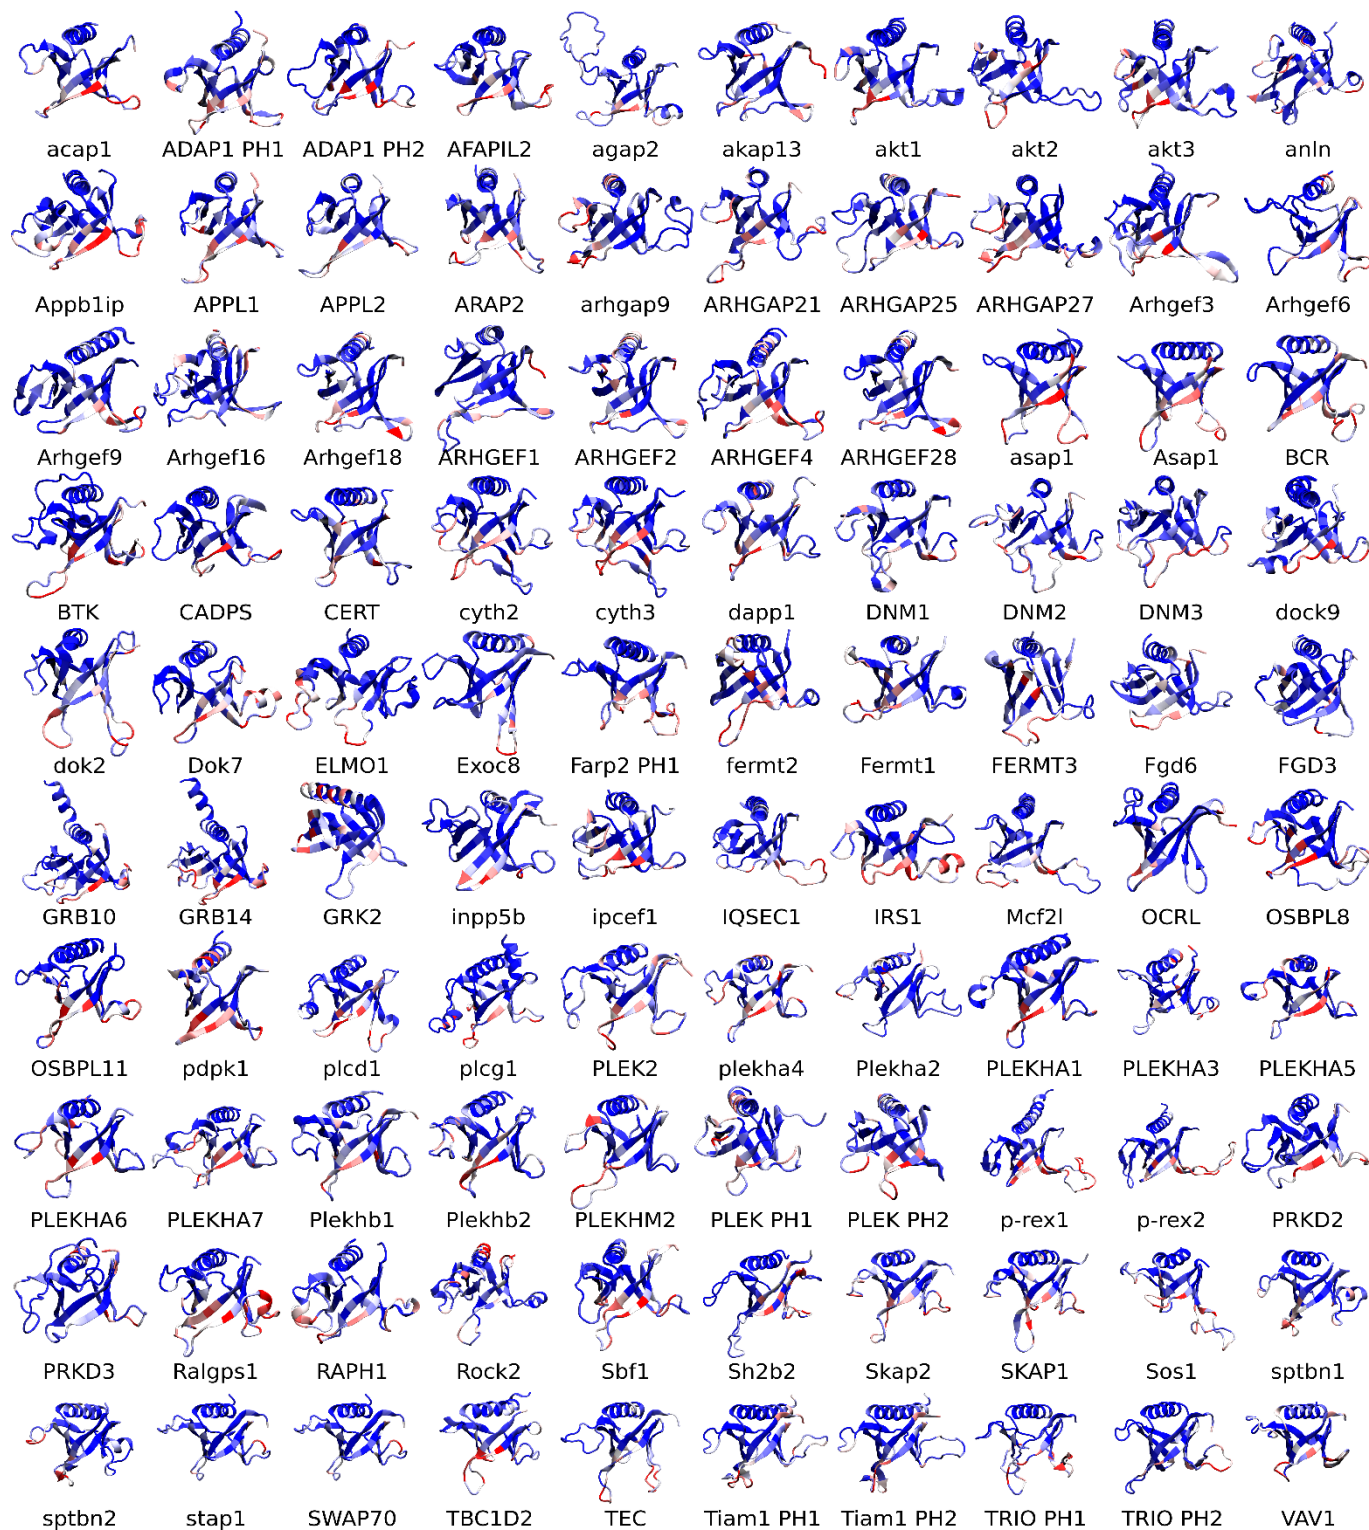 acap1 ADAP1 PH1 ADAP1 PH2 AFAPIL2 agap2 akap13 akt1 akt2 akt3 anln
Appb1ip APPL1 APPL2 ARAP2 arhgap9 ARHGAP21 ARHGAP25 ARHGAP27 Arhgef3 Arhgef6
Arhgef9 Arhgef16 Arhgef18 ARHGEF1 ARHGEF2 ARHGEF4 ARHGEF28 asap1 Asap1 BCR
BTK CADPS CERT cyth2 cyth3 dapp1 DNM1 DNM2 DNM3 dock9
dok2 Dok7 ELMO1 Exoc8 Farp2 PH1 fermt2 Fermt1 FERMT3 Fgd6 FGD3
GRB10 GRB14 GRK2 inpp5b ipcef1 IQSEC1 IRS1 Mcf2l OCRL OSBPL8
OSBPL11 pdpk1 plcd1 plcg1 PLEK2 plekha4 Plekha2 PLEKHA1 PLEKHA3 PLEKHA5
PLEKHA6 PLEKHA7 Plekhb1 Plekhb2 PLEKHM2 PLEK PH1 PLEK PH2 p-rex1 p-rex2 PRKD2
PRKD3 Ralgps1 RAPH1 Rock2 Sbf1 Sh2b2 Skap2 SKAP1 Sos1 sptbn1
sptbn2 stap1 SWAP70 TBC1D2 TEC Tiam1 PH1 Tiam1 PH2 TRIO PH1 TRIO PH2 VAV1